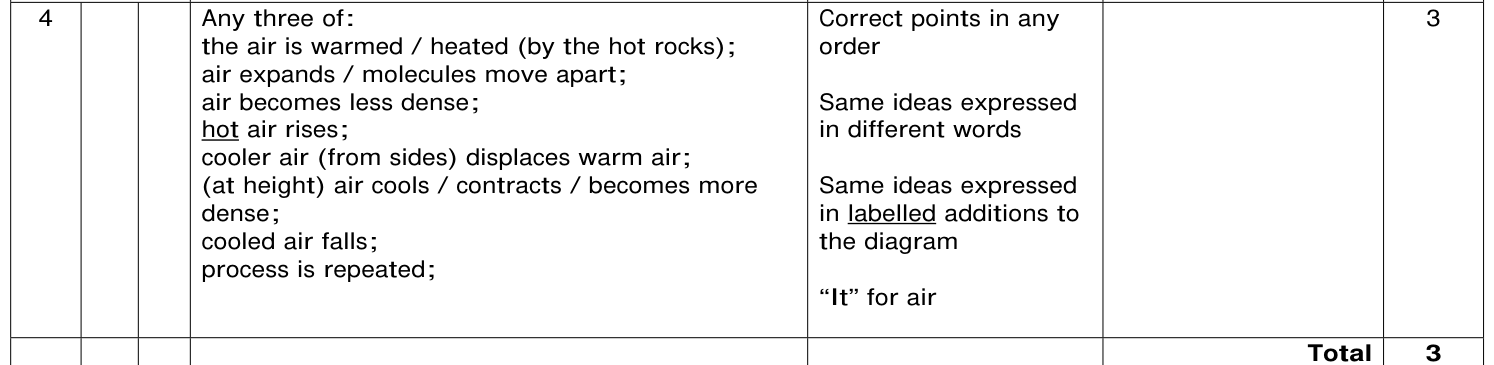 4
Any three of:
the air is warmed / heated (by the hot rocks);
air expands / molecules move apart;
air becomes less dense;
hot air rises;
cooler air (from sides) displaces warm air;
(at height) air cools / contracts / becomes more
dense;
cooled air falls;
process is repeated;
Correct points in any
order
Same ideas expressed
in different words
Same ideas expressed
in labelled additions to
the diagram
“It” for air
3
Total
3